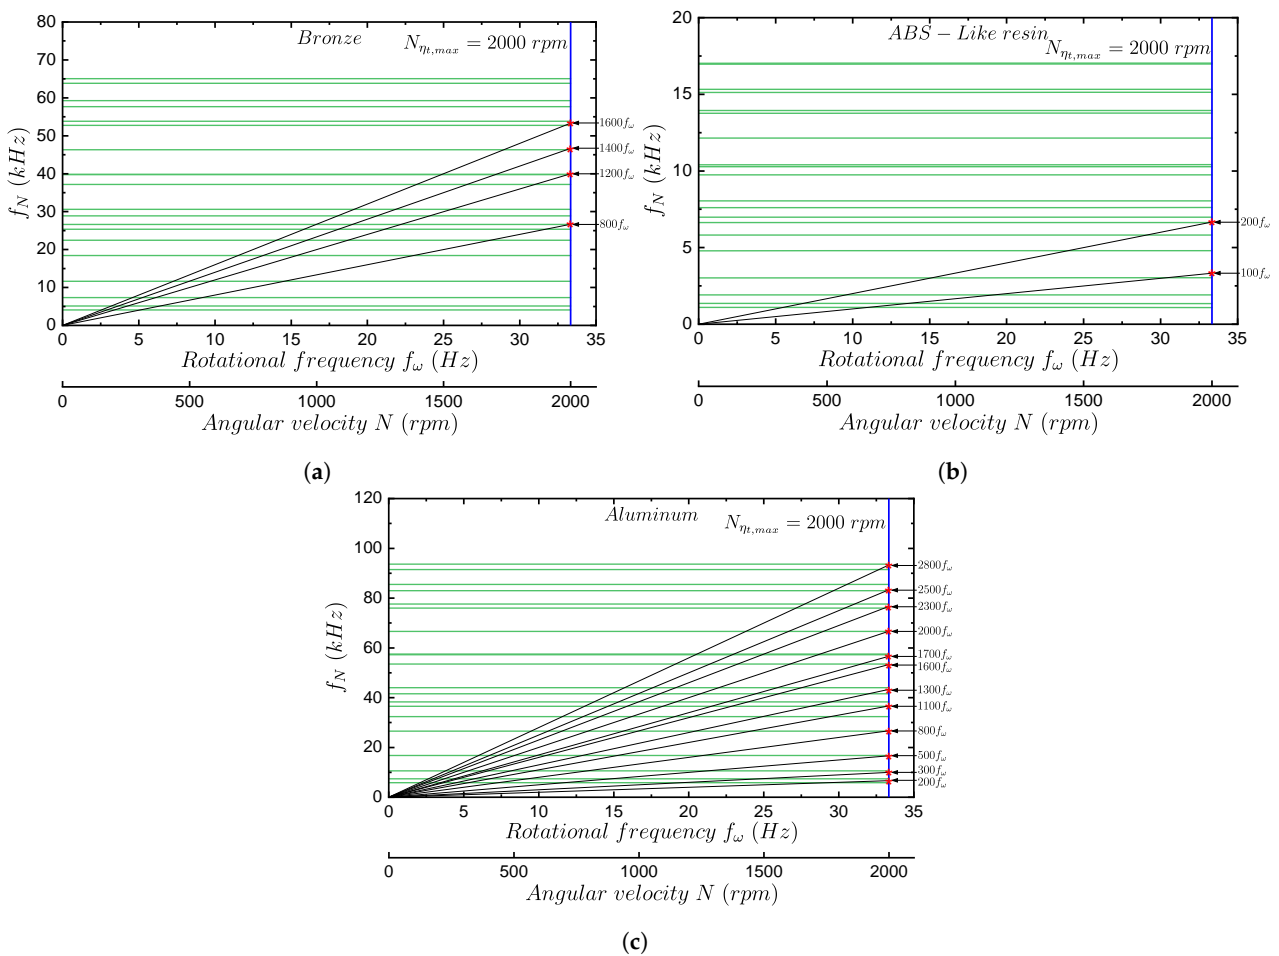 Bronze
N_{η_{t,max}} = 2000 rpm
80
70
60
50
40
30
20
10
0
f_N (kHz)
1600f_ω
1400f_ω
1200f_ω
800f_ω
0 5 10 15 20 25 30 35
Rotational frequency f_ω (Hz)
0 500 1000 1500 2000
Angular velocity N (rpm)
(a)
ABS − Like resin
N_{η_{t,max}} = 2000 rpm
20
15
10
5
0
f_N (kHz)
200f_ω
100f_ω
0 5 10 15 20 25 30 35
Rotational frequency f_ω (Hz)
0 500 1000 1500 2000
Angular velocity N (rpm)
(b)
Aluminum
N_{η_{t,max}} = 2000 rpm
120
100
80
60
40
20
0
f_N (kHz)
2800f_ω
2500f_ω
2300f_ω
2000f_ω
1700f_ω
1600f_ω
1300f_ω
1100f_ω
800f_ω
500f_ω
300f_ω
200f_ω
0 5 10 15 20 25 30 35
Rotational frequency f_ω (Hz)
0 500 1000 1500 2000
Angular velocity N (rpm)
(c)